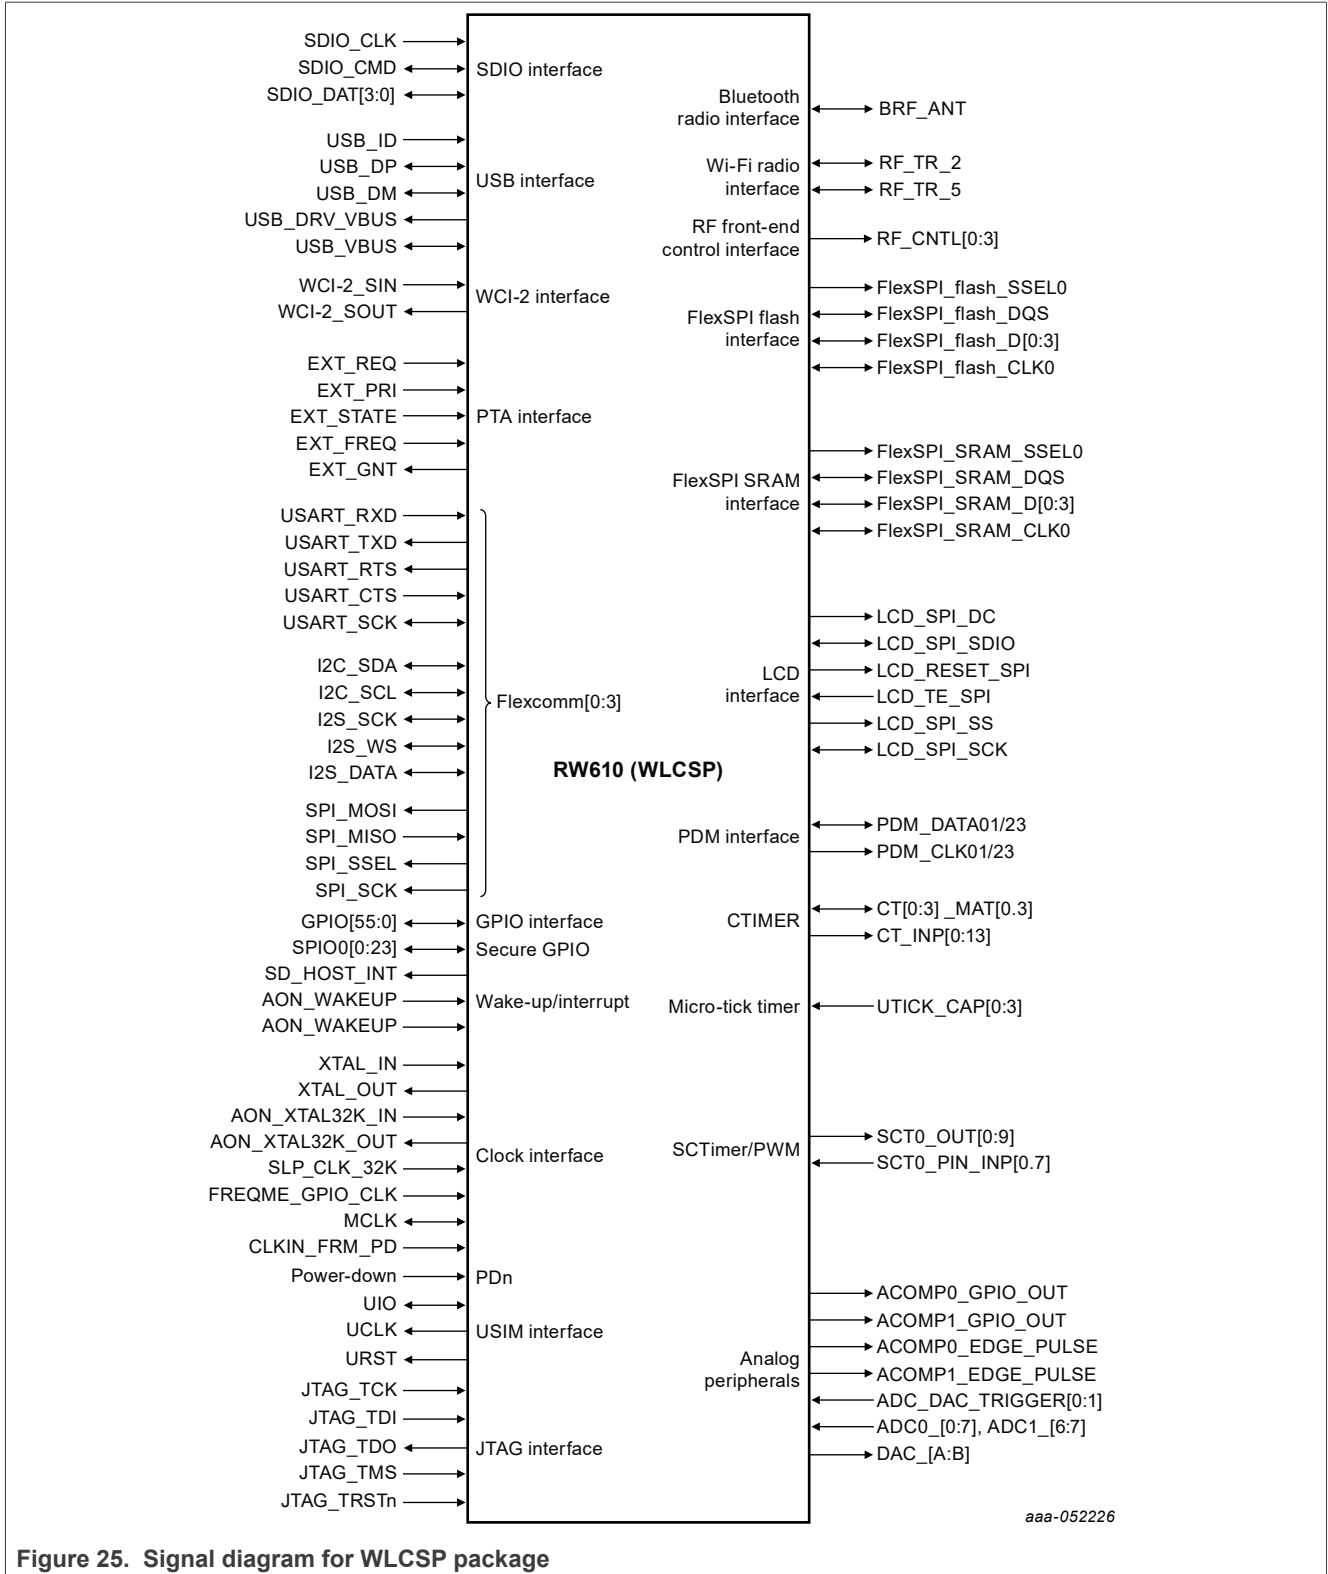 SDIO_CLK
SDIO_CMD
SDIO_DAT[3:0]
SDIO interface
USB_ID
USB_DP
USB_DM
USB_DRV_VBUS
USB_VBUS
USB interface
WCI-2_SIN
WCI-2_SOUT
WCI-2 interface
EXT_REQ
EXT_PRI
EXT_STATE
EXT_FREQ
EXT_GNT
PTA interface
USART_RXD
USART_TXD
USART_RTS
USART_CTS
USART_SCK
I2C_SDA
I2C_SCL
I2S_SCK
I2S_WS
I2S_DATA
SPI_MOSI
SPI_MISO
SPI_SSEL
SPI_SCK
Flexcomm[0:3]
GPIO[55:0]
GPIO interface
SPIO0[0:23]
Secure GPIO
SD_HOST_INT
AON_WAKEUP
AON_WAKEUP
Wake-up/interrupt
XTAL_IN
XTAL_OUT
AON_XTAL32K_IN
AON_XTAL32K_OUT
SLP_CLK_32K
FREQME_GPIO_CLK
MCLK
CLKIN_FRM_PD
Clock interface
Power-down
PDn
UIO
UCLK
URST
USIM interface
JTAG_TCK
JTAG_TDI
JTAG_TDO
JTAG_TMS
JTAG_TRSTn
JTAG interface
RW610 (WLCSP)
Bluetooth
radio interface
BRF_ANT
Wi-Fi radio
interface
RF_TR_2
RF_TR_5
RF front-end
control interface
RF_CNTL[0:3]
FlexSPI flash
interface
FlexSPI_flash_SSEL0
FlexSPI_flash_DQS
FlexSPI_flash_D[0:3]
FlexSPI_flash_CLK0
FlexSPI SRAM
interface
FlexSPI_SRAM_SSEL0
FlexSPI_SRAM_DQS
FlexSPI_SRAM_D[0:3]
FlexSPI_SRAM_CLK0
LCD
interface
LCD_SPI_DC
LCD_SPI_SDIO
LCD_RESET_SPI
LCD_TE_SPI
LCD_SPI_SS
LCD_SPI_SCK
PDM interface
PDM_DATA01/23
PDM_CLK01/23
CTIMER
CT[0:3] _MAT[0.3]
CT_INP[0:13]
Micro-tick timer
UTICK_CAP[0:3]
SCTimer/PWM
SCT0_OUT[0:9]
SCT0_PIN_INP[0.7]
Analog
peripherals
ACOMP0_GPIO_OUT
ACOMP1_GPIO_OUT
ACOMP0_EDGE_PULSE
ACOMP1_EDGE_PULSE
ADC_DAC_TRIGGER[0:1]
ADC0_[0:7], ADC1_[6:7]
DAC_[A:B]
aaa-052226
Figure 25. Signal diagram for WLCSP package